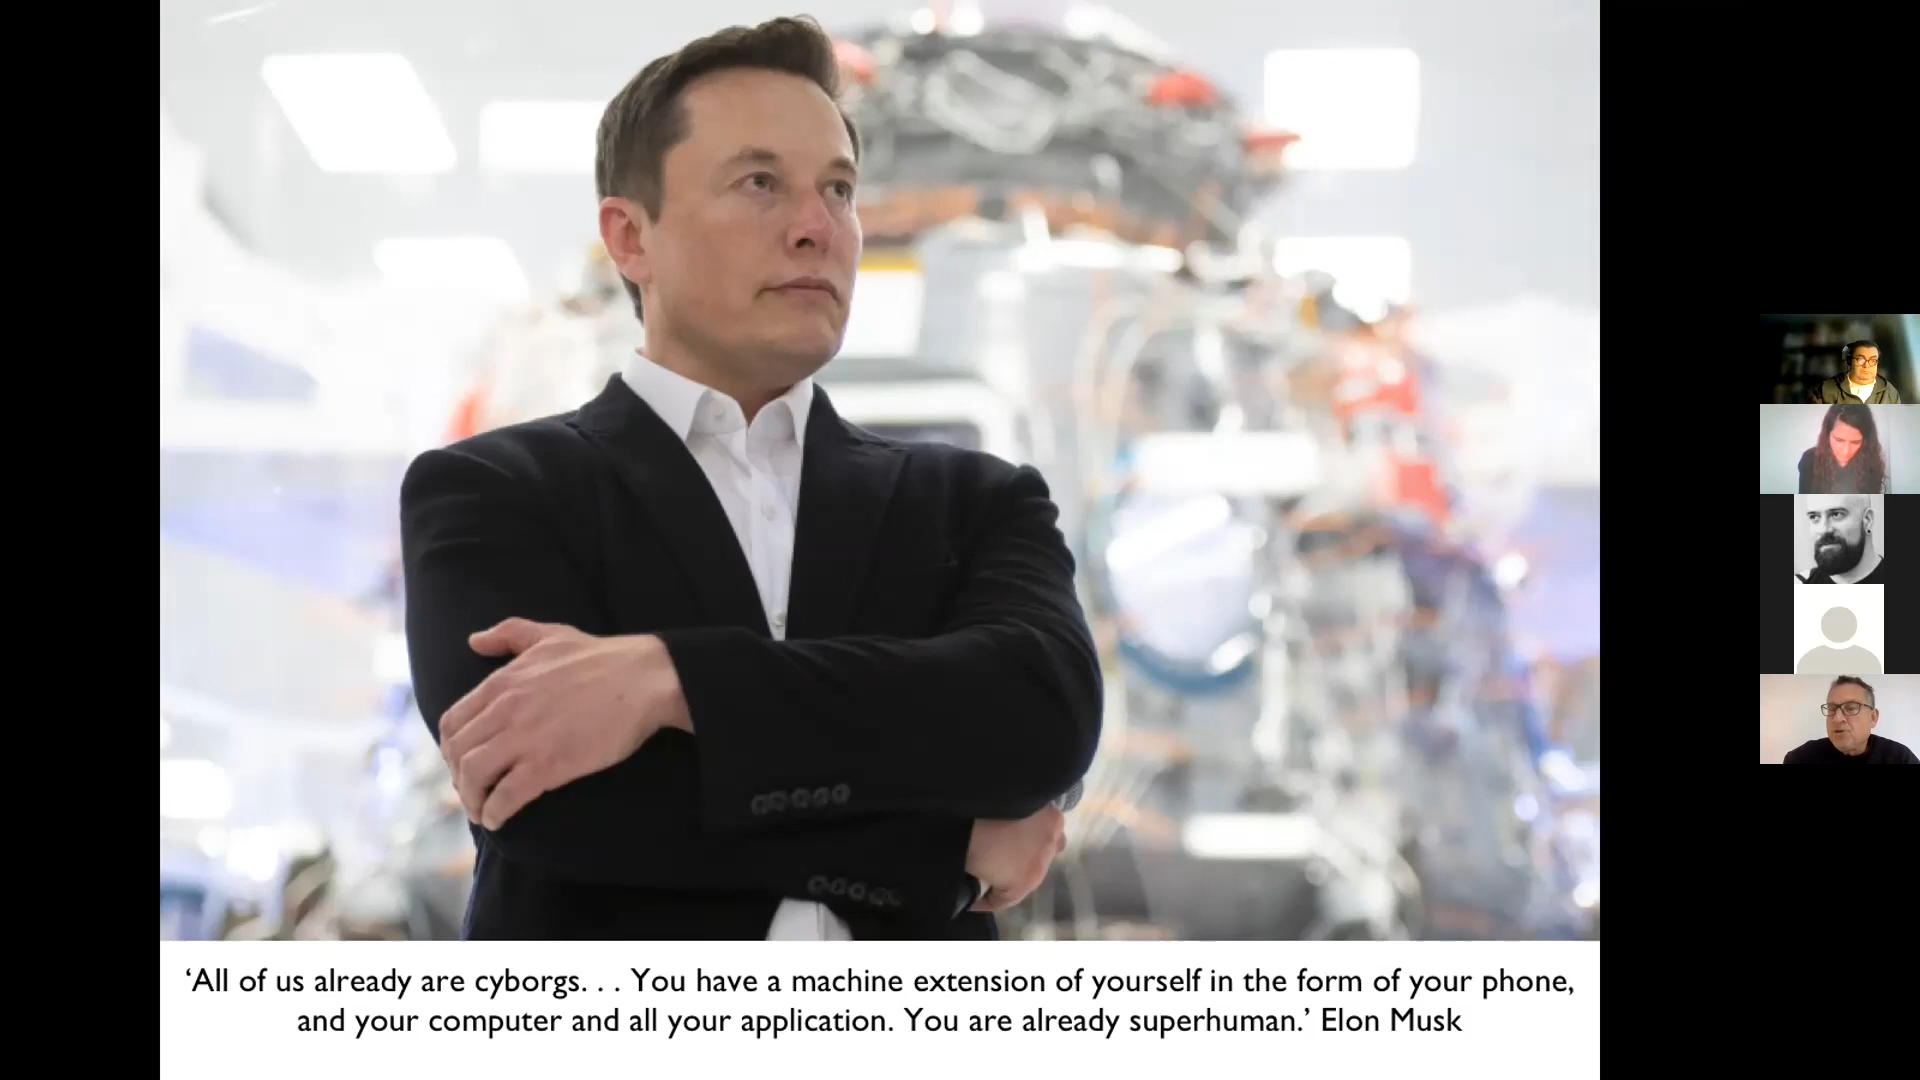 ‘All of us already are cyborgs. . . You have a machine extension of yourself in the form of your phone,
and your computer and all your application. You are already superhuman.’ Elon Musk